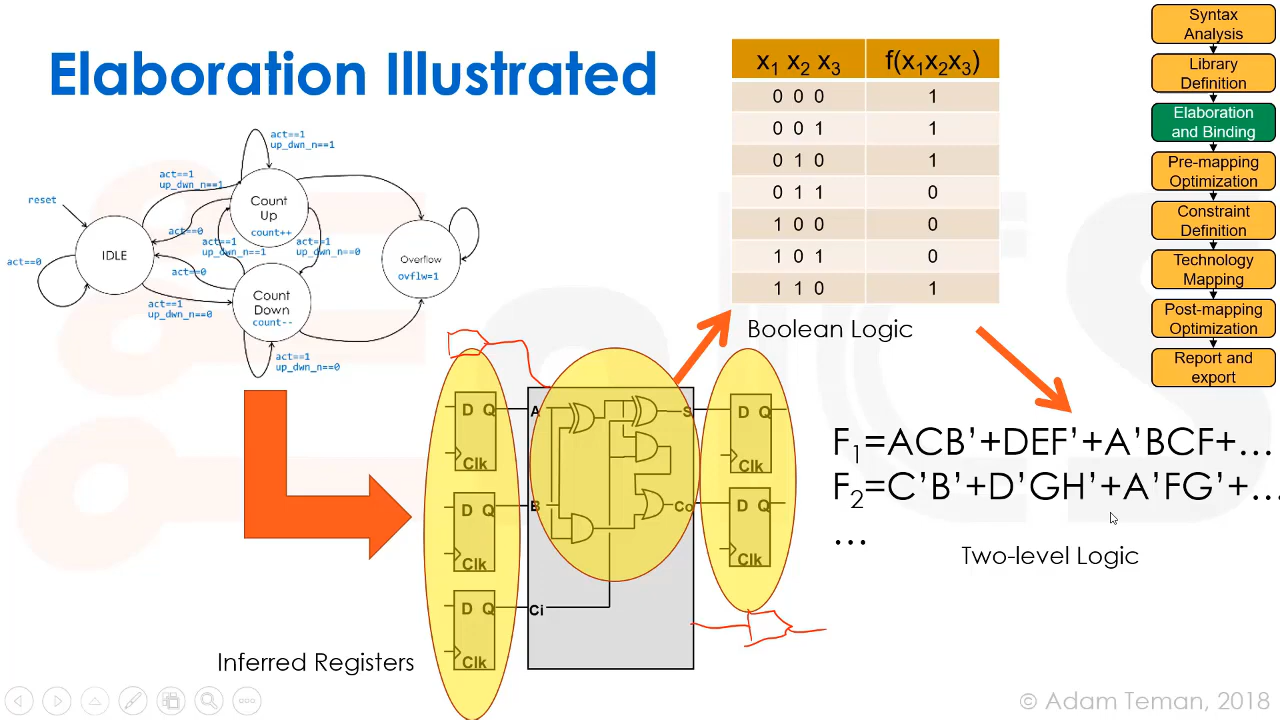 Elaboration Illustrated
act==1
up_dwn_n==1
act==1
up_dwn_n==1
reset
Count
Up
count++
act==0
act==1
up_dwn_n==1
act==1
up_dwn_n==0
IDLE
Overflow
ovflw=1
act==0
act==0
act==1
up_dwn_n==0
Count
Down
count--
act==1
up_dwn_n==0
x1 x2 x3 f(x1x2x3)
0 0 0 1
0 0 1 1
0 1 0 1
0 1 1 0
1 0 0 0
1 0 1 0
1 1 0 1
Boolean Logic
Syntax
Analysis
Library
Definition
Elaboration
and Binding
Pre-mapping
Optimization
Constraint
Definition
Technology
Mapping
Post-mapping
Optimization
Report and
export
D Q
Clk
D Q
Clk
D Q
Clk
A
B
Ci
S
Co
D Q
Clk
D Q
Clk
Inferred Registers
F1=ACB’+DEF’+A’BCF+…
F2=C’B’+D’GH’+A’FG’+…
…
Two-level Logic
© Adam Teman, 2018